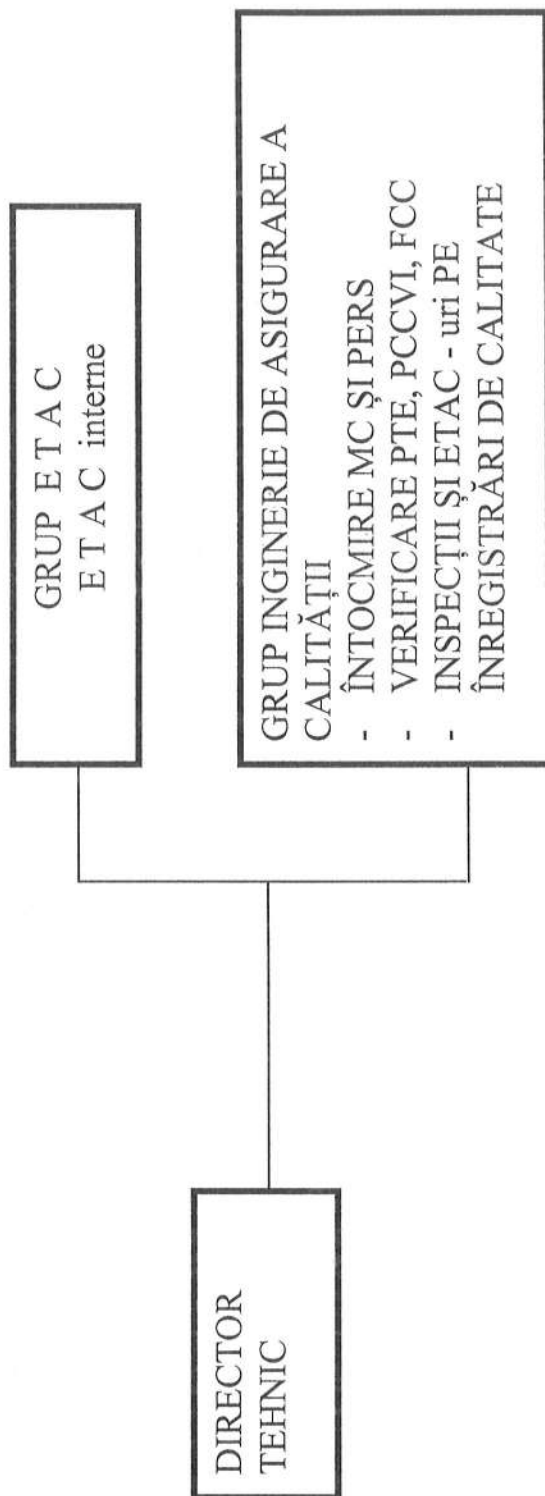 DIRECTOR
TEHNIC
GRUP E T A C
E T A C interne
GRUP INGINERIE DE ASIGURARE A
CALITĂȚII
- ÎNTOCMIRE MC ȘI PERS
- VERIFICARE PTE, PCCVI, FCC
- INSPECȚII ȘI ETAC - uri PE
ÎNREGISTRĂRI DE CALITATE